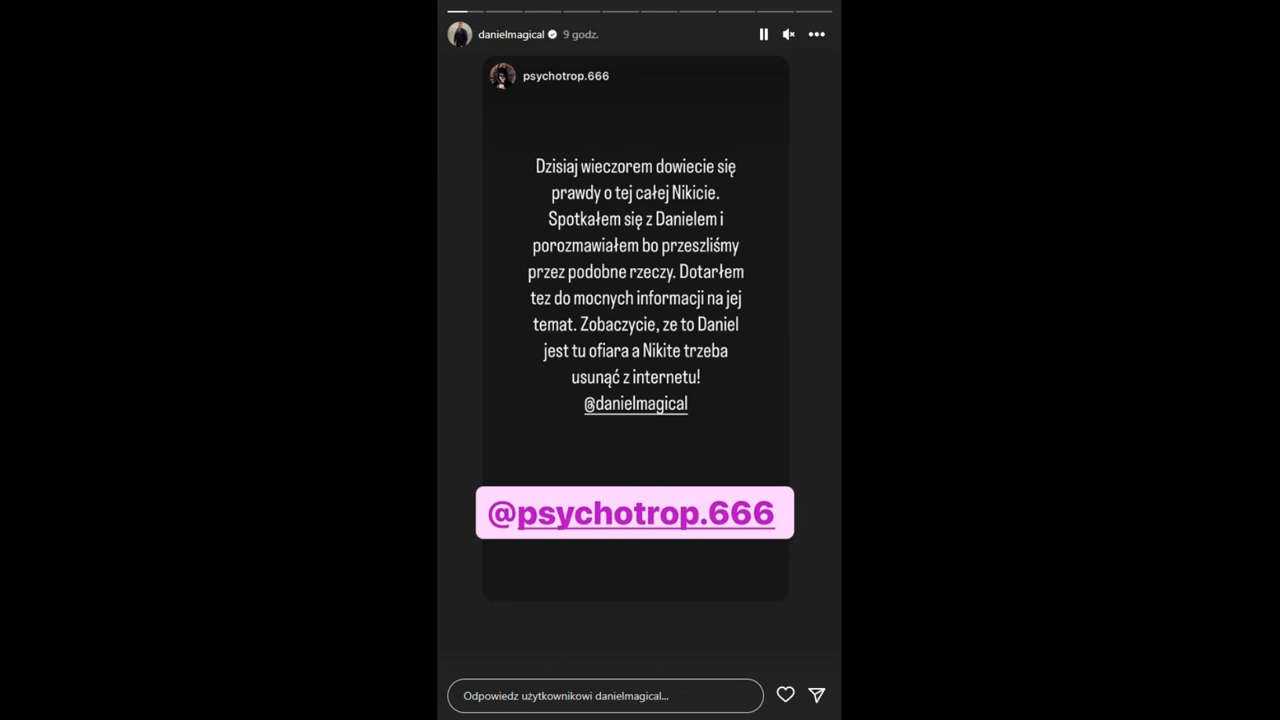 danielmagical 9 godz.
psychotrop.666
Dzisiaj wieczorem dowiecie się
prawdy o tej całej Nikicie.
Spotkałem się z Danielem i
porozmawiałem bo przeszliśmy
przez podobne rzeczy. Dotarłem
tez do mocnych informacji na jej
temat. Zobaczycie, ze to Daniel
jest tu ofiara a Nikite trzeba
usunąć z internetu!
@danielmagical
@psychotrop.666
Odpowiedz użytkownikowi danielmagical...